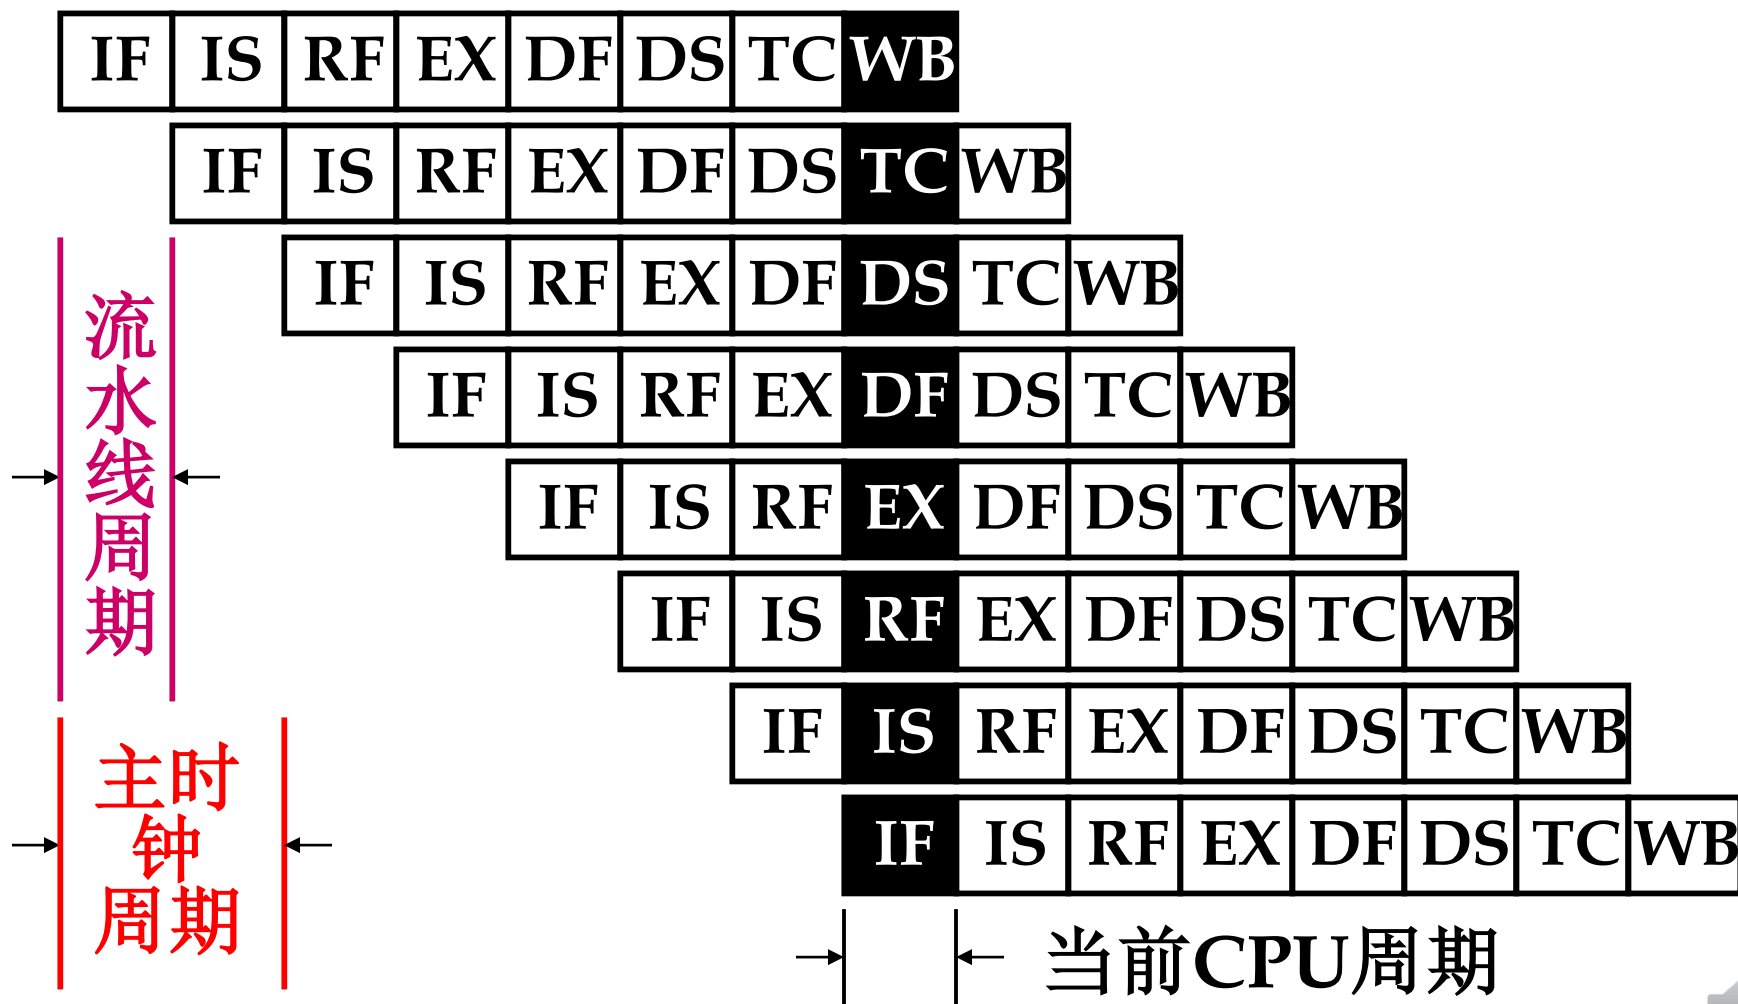 IF IS RF EX DF DS TC WB
IF IS RF EX DF DS TC WB
IF IS RF EX DF DS TC WB
IF IS RF EX DF DS TC WB
IF IS RF EX DF DS TC WB
IF IS RF EX DF DS TC WB
IF IS RF EX DF DS TC WB
IF IS RF EX DF DS TC WB
流水线周期
主时
钟
周期
当前CPU周期